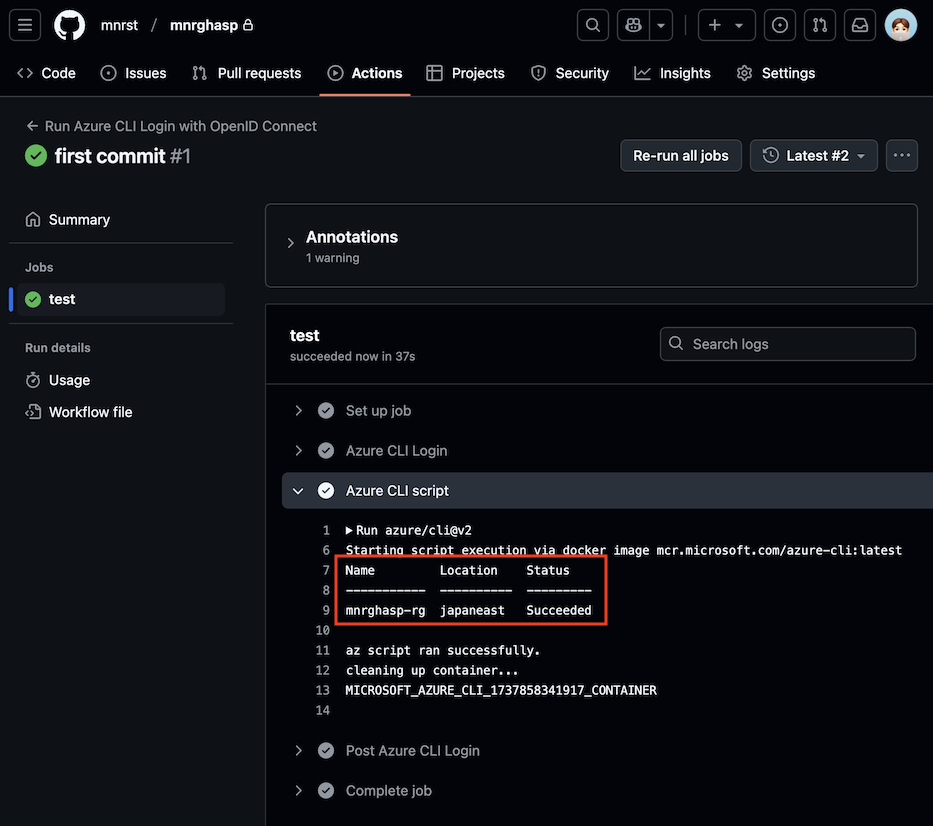 mnrst / mnrghasp
Code Issues Pull requests Actions Projects Security Insights Settings
Run Azure CLI Login with OpenID Connect
first commit #1
Re-run all jobs
Latest #2
Summary
Jobs
test
Run details
Usage
Workflow file
Annotations
1 warning
test
succeeded now in 37s
Search logs
Set up job
Azure CLI Login
Azure CLI script
1 Run azure/cli@v2
6 Starting script execution via docker image mcr.microsoft.com/azure-cli:latest
7 Name Location Status
8 ----------- ---------- ---------
9 mnrghasp-rg japaneast Succeeded
10
11 az script ran successfully.
12 cleaning up container...
13 MICROSOFT_AZURE_CLI_1737858341917_CONTAINER
14
Post Azure CLI Login
Complete job